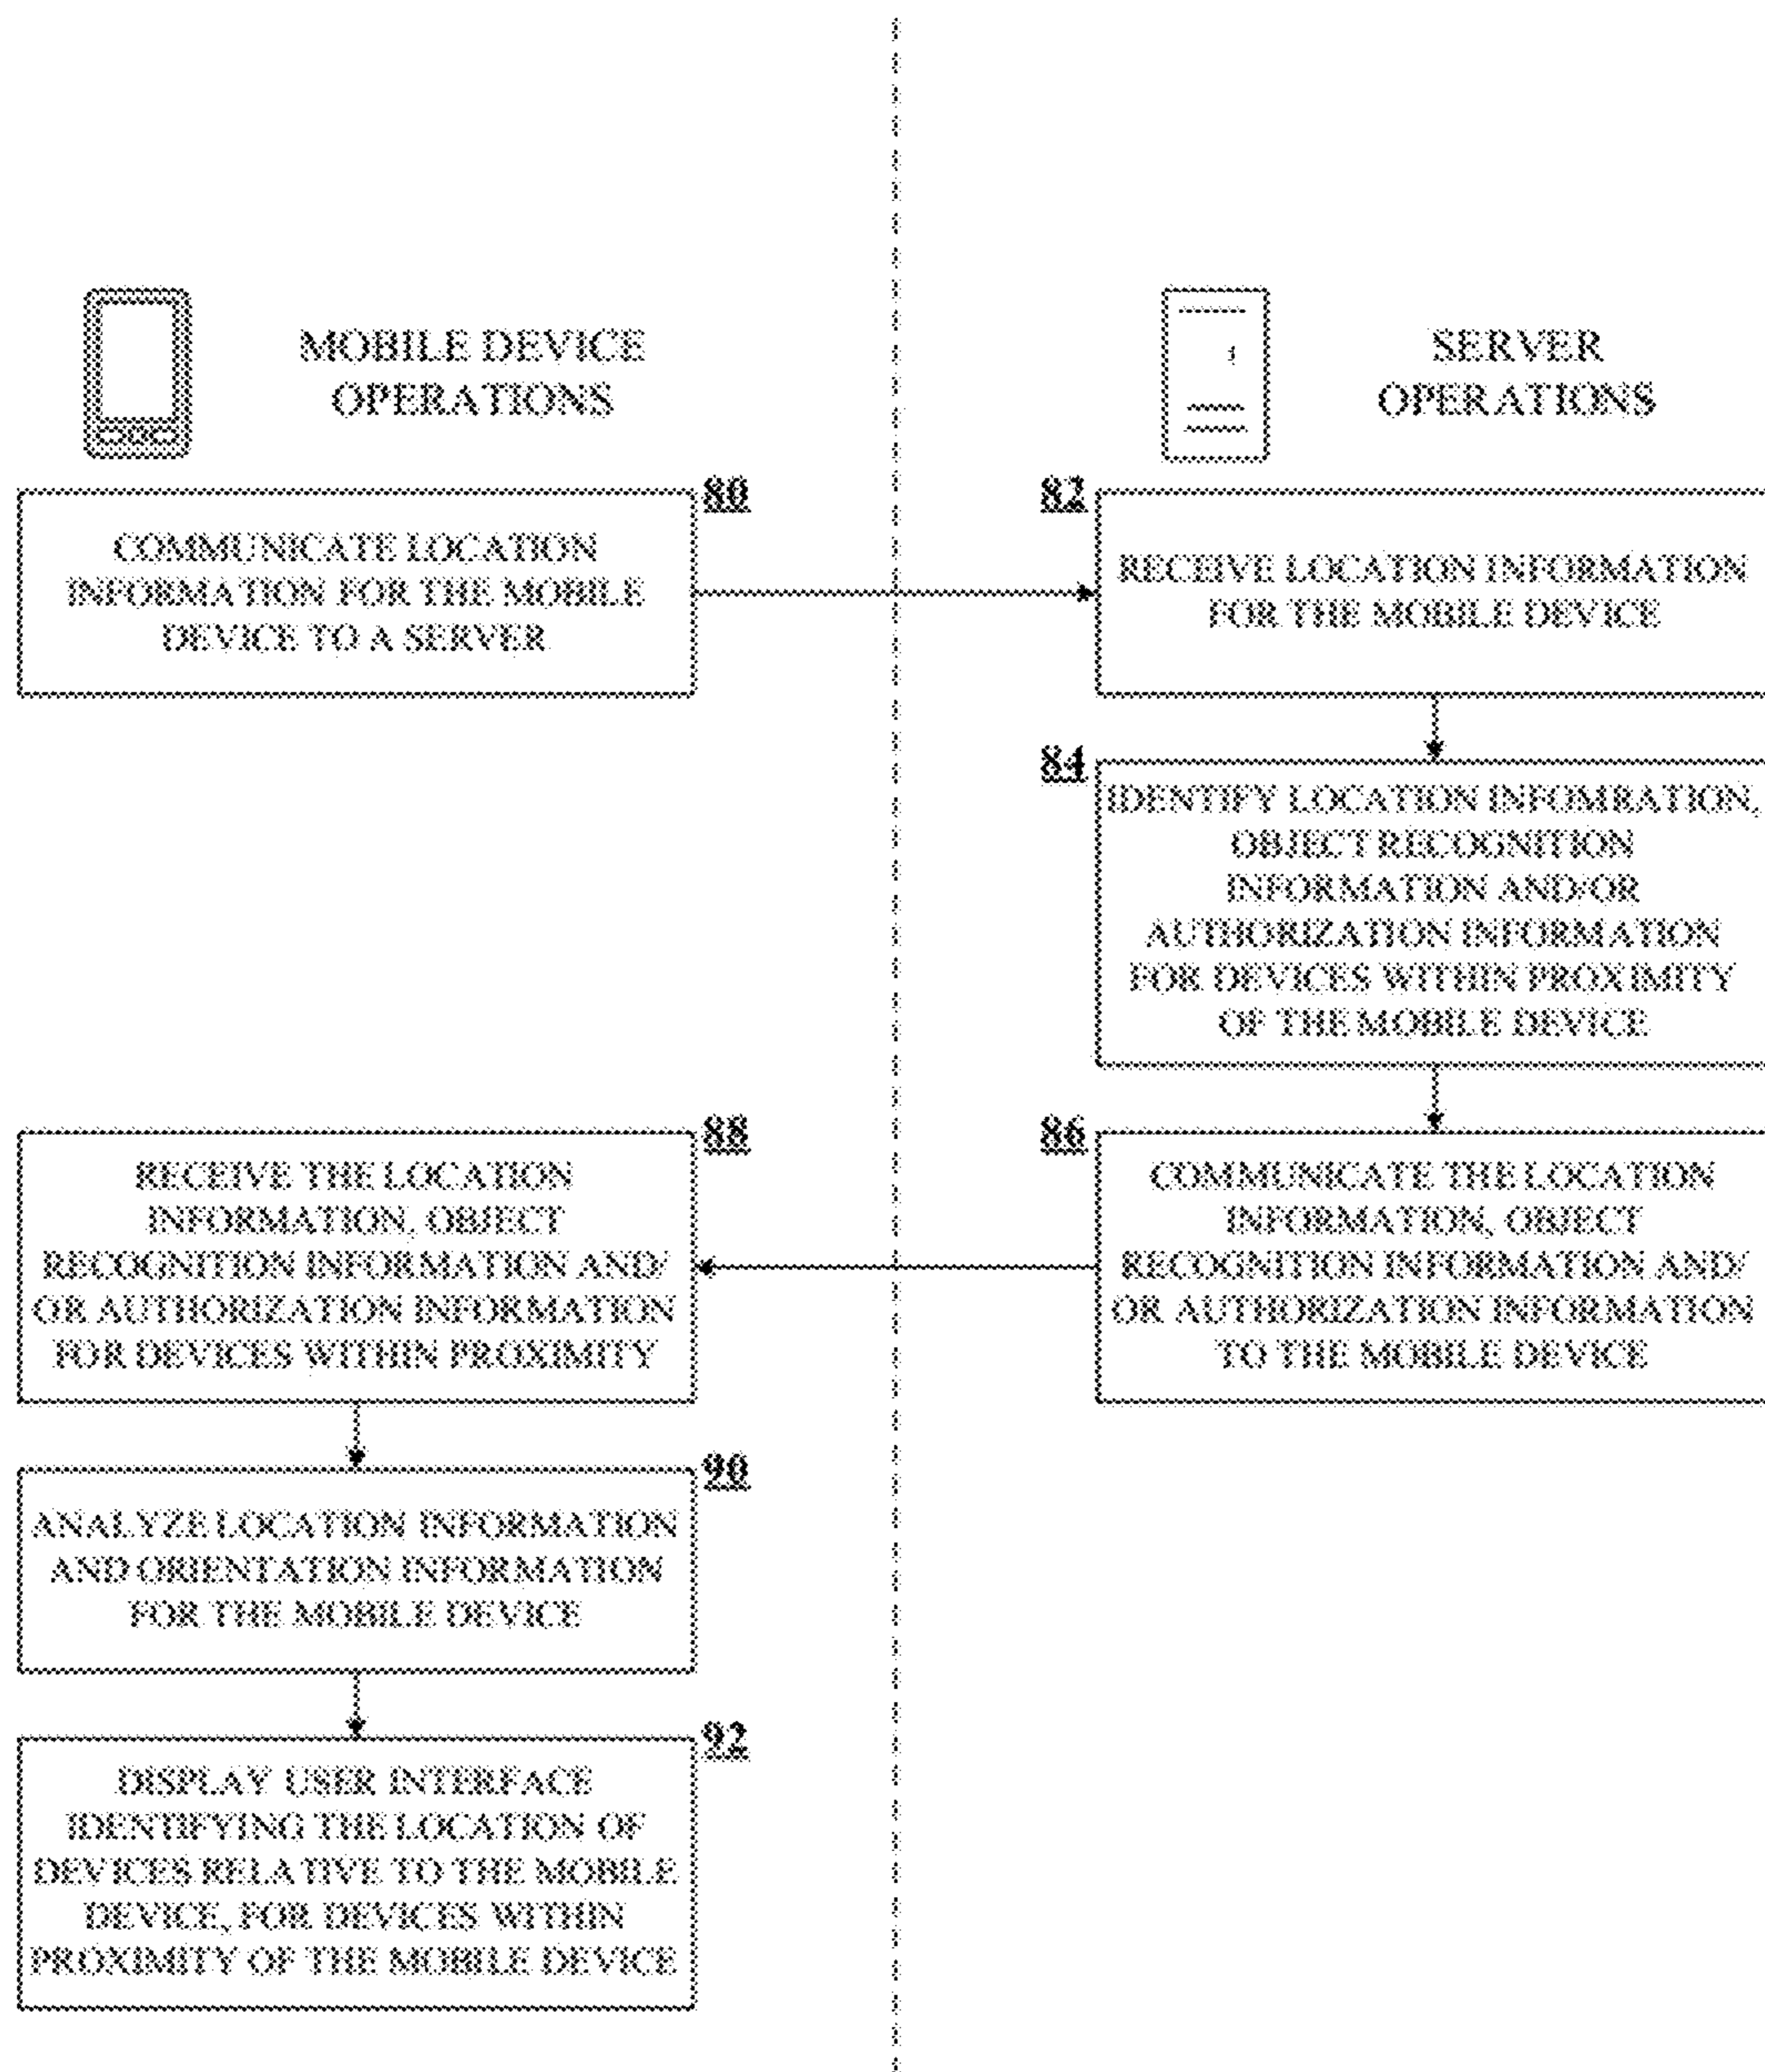 MOBILE DEVICE
OPERATIONS
SERVER
OPERATIONS
80
COMMUNICATE LOCATION
INFORMATION FOR THE MOBILE
DEVICE TO A SERVER
82
RECEIVE LOCATION INFORMATION
FOR THE MOBILE DEVICE
84
IDENTIFY LOCATION INFOMRATION,
OBJECT RECOGNITION
INFORMATION AND/OR
AUTHORIZATION INFORMATION
FOR DEVICES WITHIN PROXIMITY
OF THE MOBILE DEVICE
86
COMMUNICATE THE LOCATION
INFORMATION, OBJECT
RECOGNITION INFORMATION AND/
OR AUTHORIZATION INFORMATION
TO THE MOBILE DEVICE
88
RECEIVE THE LOCATION
INFORMATION, OBJECT
RECOGNITION INFORMATION AND/
OR AUTHORIZATION INFORMATION
FOR DEVICES WITHIN PROXIMITY
90
ANALYZE LOCATION INFORMATION
AND ORIENTATION INFORMATION
FOR THE MOBILE DEVICE
92
DISPLAY USER INTERFACE
IDENTIFYING THE LOCATION OF
DEVICES RELATIVE TO THE MOBILE
DEVICE, FOR DEVICES WITHIN
PROXIMITY OF THE MOBILE DEVICE